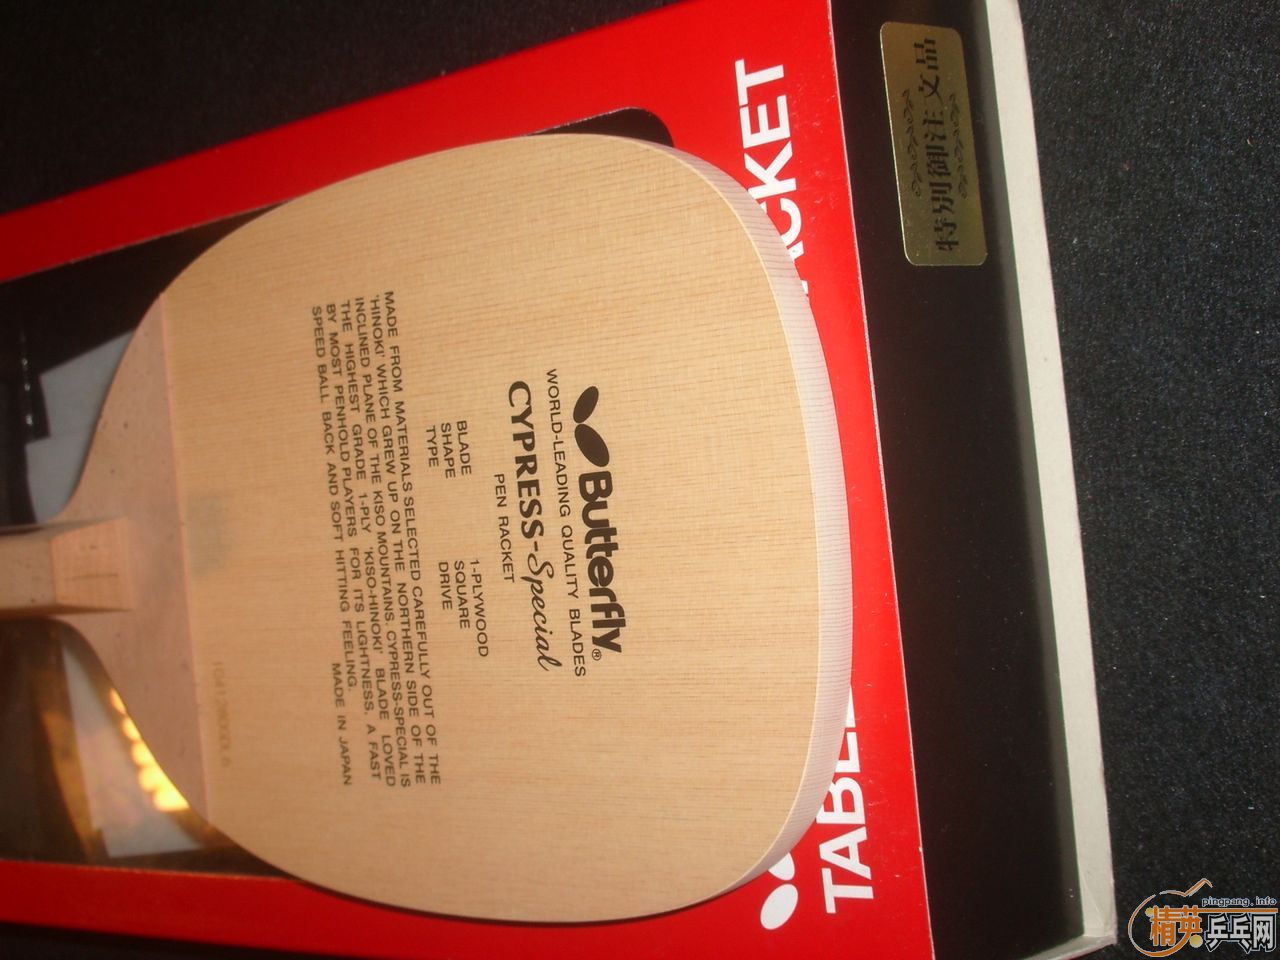 Butterfly®
WORLD-LEADING QUALITY BLADES
CYPRESS-Special
PEN RACKET
BLADE 1-PLYWOOD
SHAPE SQUARE
TYPE DRIVE
MADE FROM MATERIALS SELECTED CAREFULLY OUT OF THE
'HINOKI' WHICH GREW UP ON THE NORTHERN SIDE OF THE
INCLINED PLANE OF THE KISO MOUNTAINS. CYPRESS-SPECIAL IS
THE HIGHEST GRADE 1-PLY 'KISO-HINOKI' BLADE LOVED
BY MOST PENHOLD PLAYERS FOR ITS LIGHTNESS, A FAST
SPEED BALL BACK AND SOFT HITTING FEELING.
MADE IN JAPAN
特別御注文品
pingpang.info
精英乒乓网